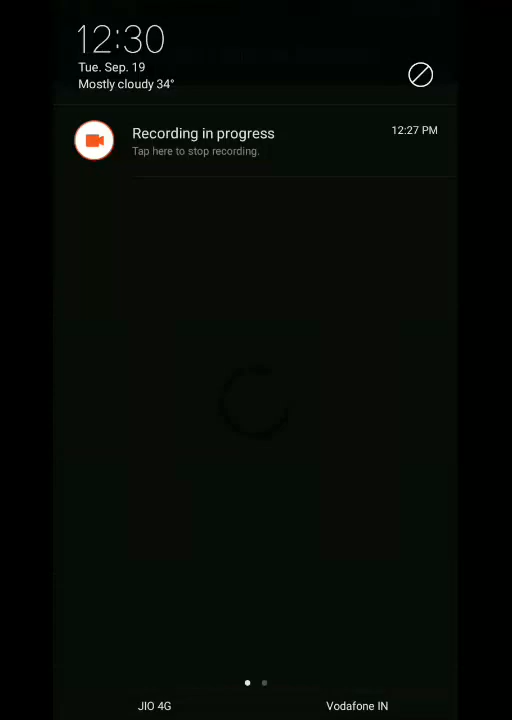 12:30
Tue. Sep. 19
Mostly cloudy 34°
Recording in progress
12:27 PM
Tap here to stop recording.
JIO 4G
Vodafone IN